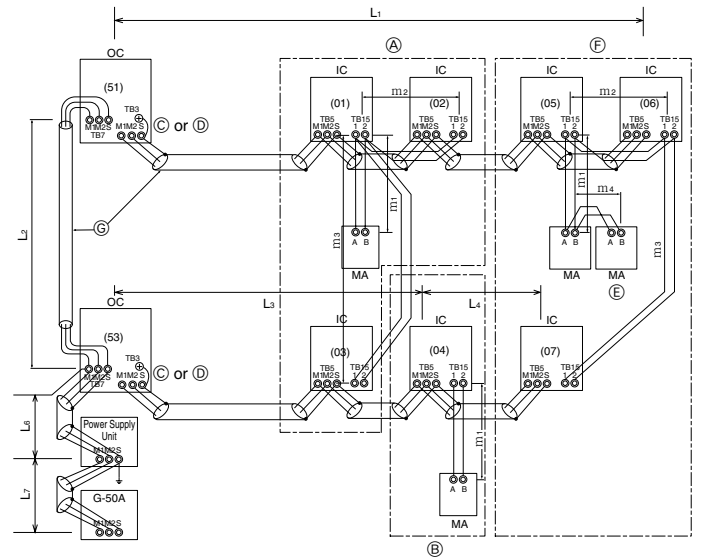 L1
OC
(51)
TB3
M1M2S
TB7
M1M2 S
Ⓒ or Ⓓ
Ⓐ
IC
(01)
TB5
M1M2S
TB15
1 2
m2
IC
(02)
TB5
M1M2S
TB15
1 2
Ⓕ
IC
(05)
TB5
M1M2S
TB15
1 2
m2
IC
(06)
TB5
M1M2S
TB15
1 2
L2
Ⓖ
m3
m1
A B
MA
m1
m4
A B
MA
A B
MA
Ⓔ
m3
L3
L4
OC
(53)
TB3
M1M2S
TB7
M1M2 S
Ⓒ or Ⓓ
IC
(03)
TB5
M1M2S
TB15
1 2
IC
(04)
TB5
M1M2S
TB15
1 2
IC
(07)
TB5
M1M2S
TB15
1 2
m1
A B
MA
Ⓑ
L6
Power Supply
Unit
M1M2S
L7
G-50A
M1M2S